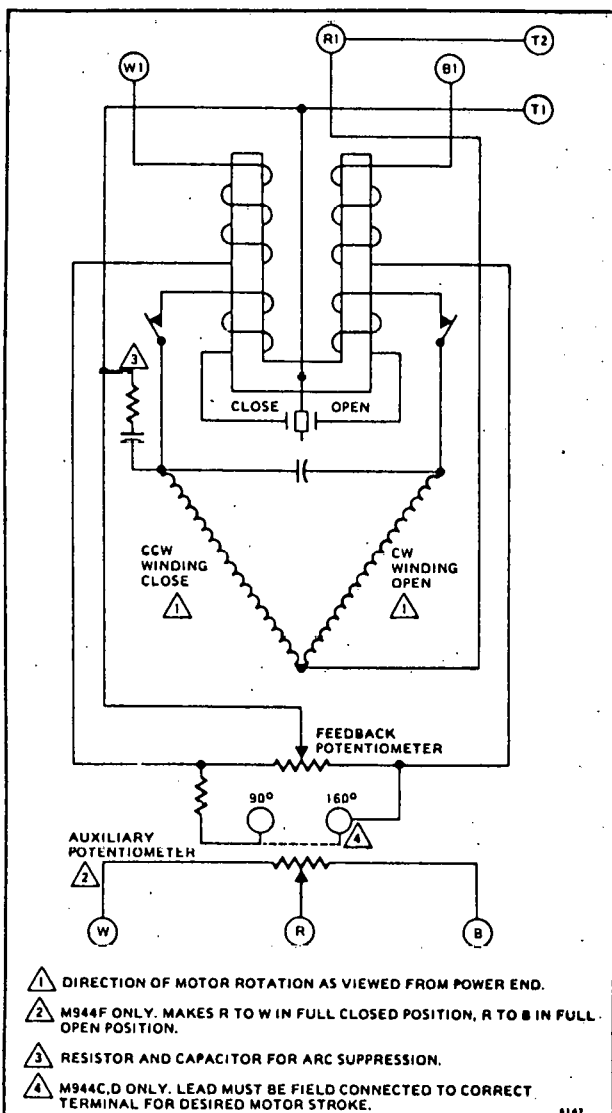 R1
T2
W1
B1
T1
3
CLOSE
OPEN
CCW
WINDING
CLOSE
1
CW
WINDING
OPEN
1
FEEDBACK
POTENTIOMETER
90°
160°
4
AUXILIARY
POTENTIOMETER
2
W
R
B
1 DIRECTION OF MOTOR ROTATION AS VIEWED FROM POWER END.
2 M944F ONLY. MAKES R TO W IN FULL CLOSED POSITION, R TO B IN FULL
OPEN POSITION.
3 RESISTOR AND CAPACITOR FOR ARC SUPPRESSION.
4 M944C,D ONLY. LEAD MUST BE FIELD CONNECTED TO CORRECT
TERMINAL FOR DESIRED MOTOR STROKE.